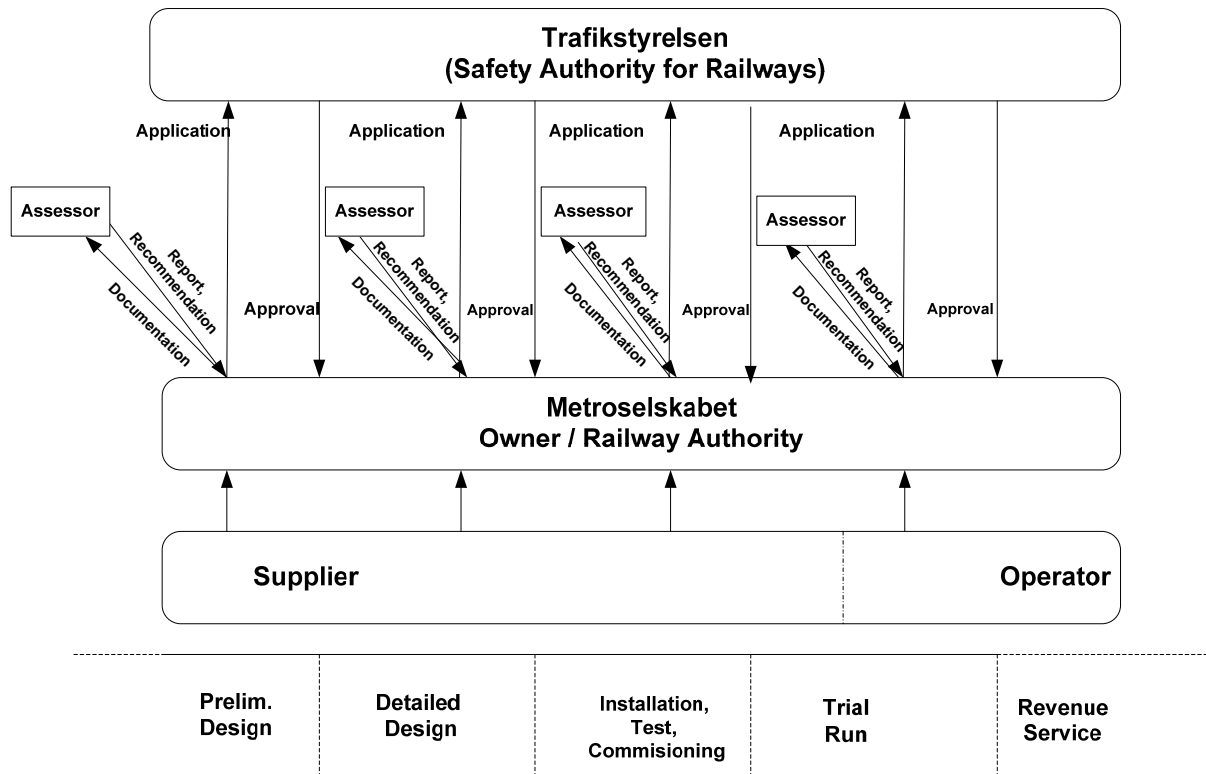 Trafikstyrelsen
(Safety Authority for Railways)
Application
Application
Application
Application
Assessor
Assessor
Assessor
Assessor
Report,
Recommendation
Documentation
Approval
Report,
Recommendation
Documentation
Approval
Report,
Recommendation
Documentation
Approval
Report,
Recommendation
Documentation
Approval
Metroselskabet
Owner / Railway Authority
Supplier
Operator
Prelim.
Design
Detailed
Design
Installation,
Test,
Commisioning
Trial
Run
Revenue
Service